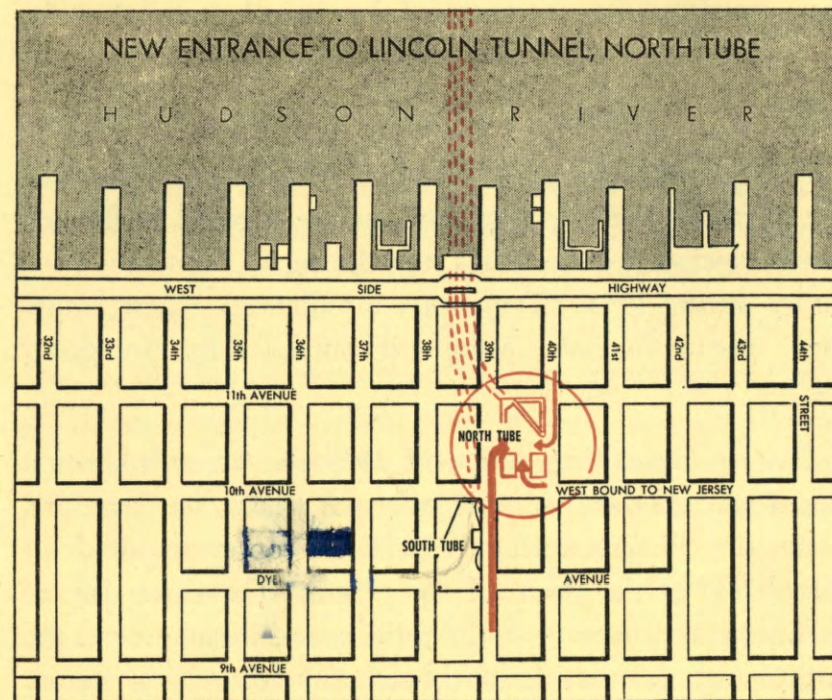 NEW ENTRANCE TO LINCOLN TUNNEL, NORTH TUBE
HUDSON RIVER
WEST SIDE HIGHWAY
32nd 33rd 34th 35th 36th 37th 38th 39th 40th 41st 42nd 43rd 44th STREET
11th AVENUE
NORTH TUBE
10th AVENUE
WEST BOUND TO NEW JERSEY
SOUTH TUBE
AVENUE
9th AVENUE